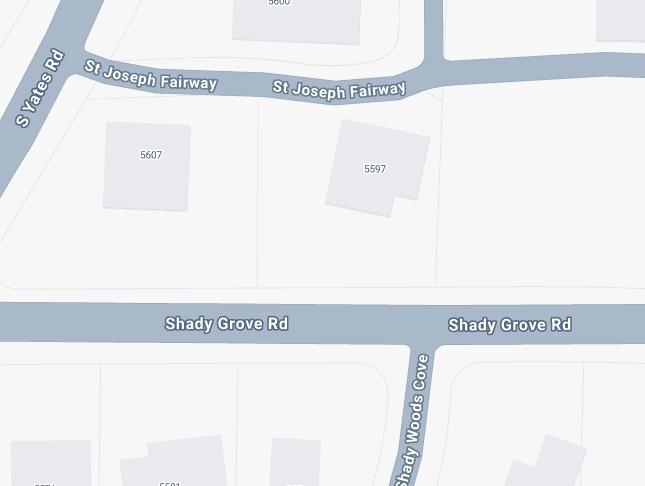 5600
S Yates Rd
St Joseph Fairway
St Joseph Fairway
5607
5597
Shady Grove Rd
Shady Grove Rd
Shady Woods Cove